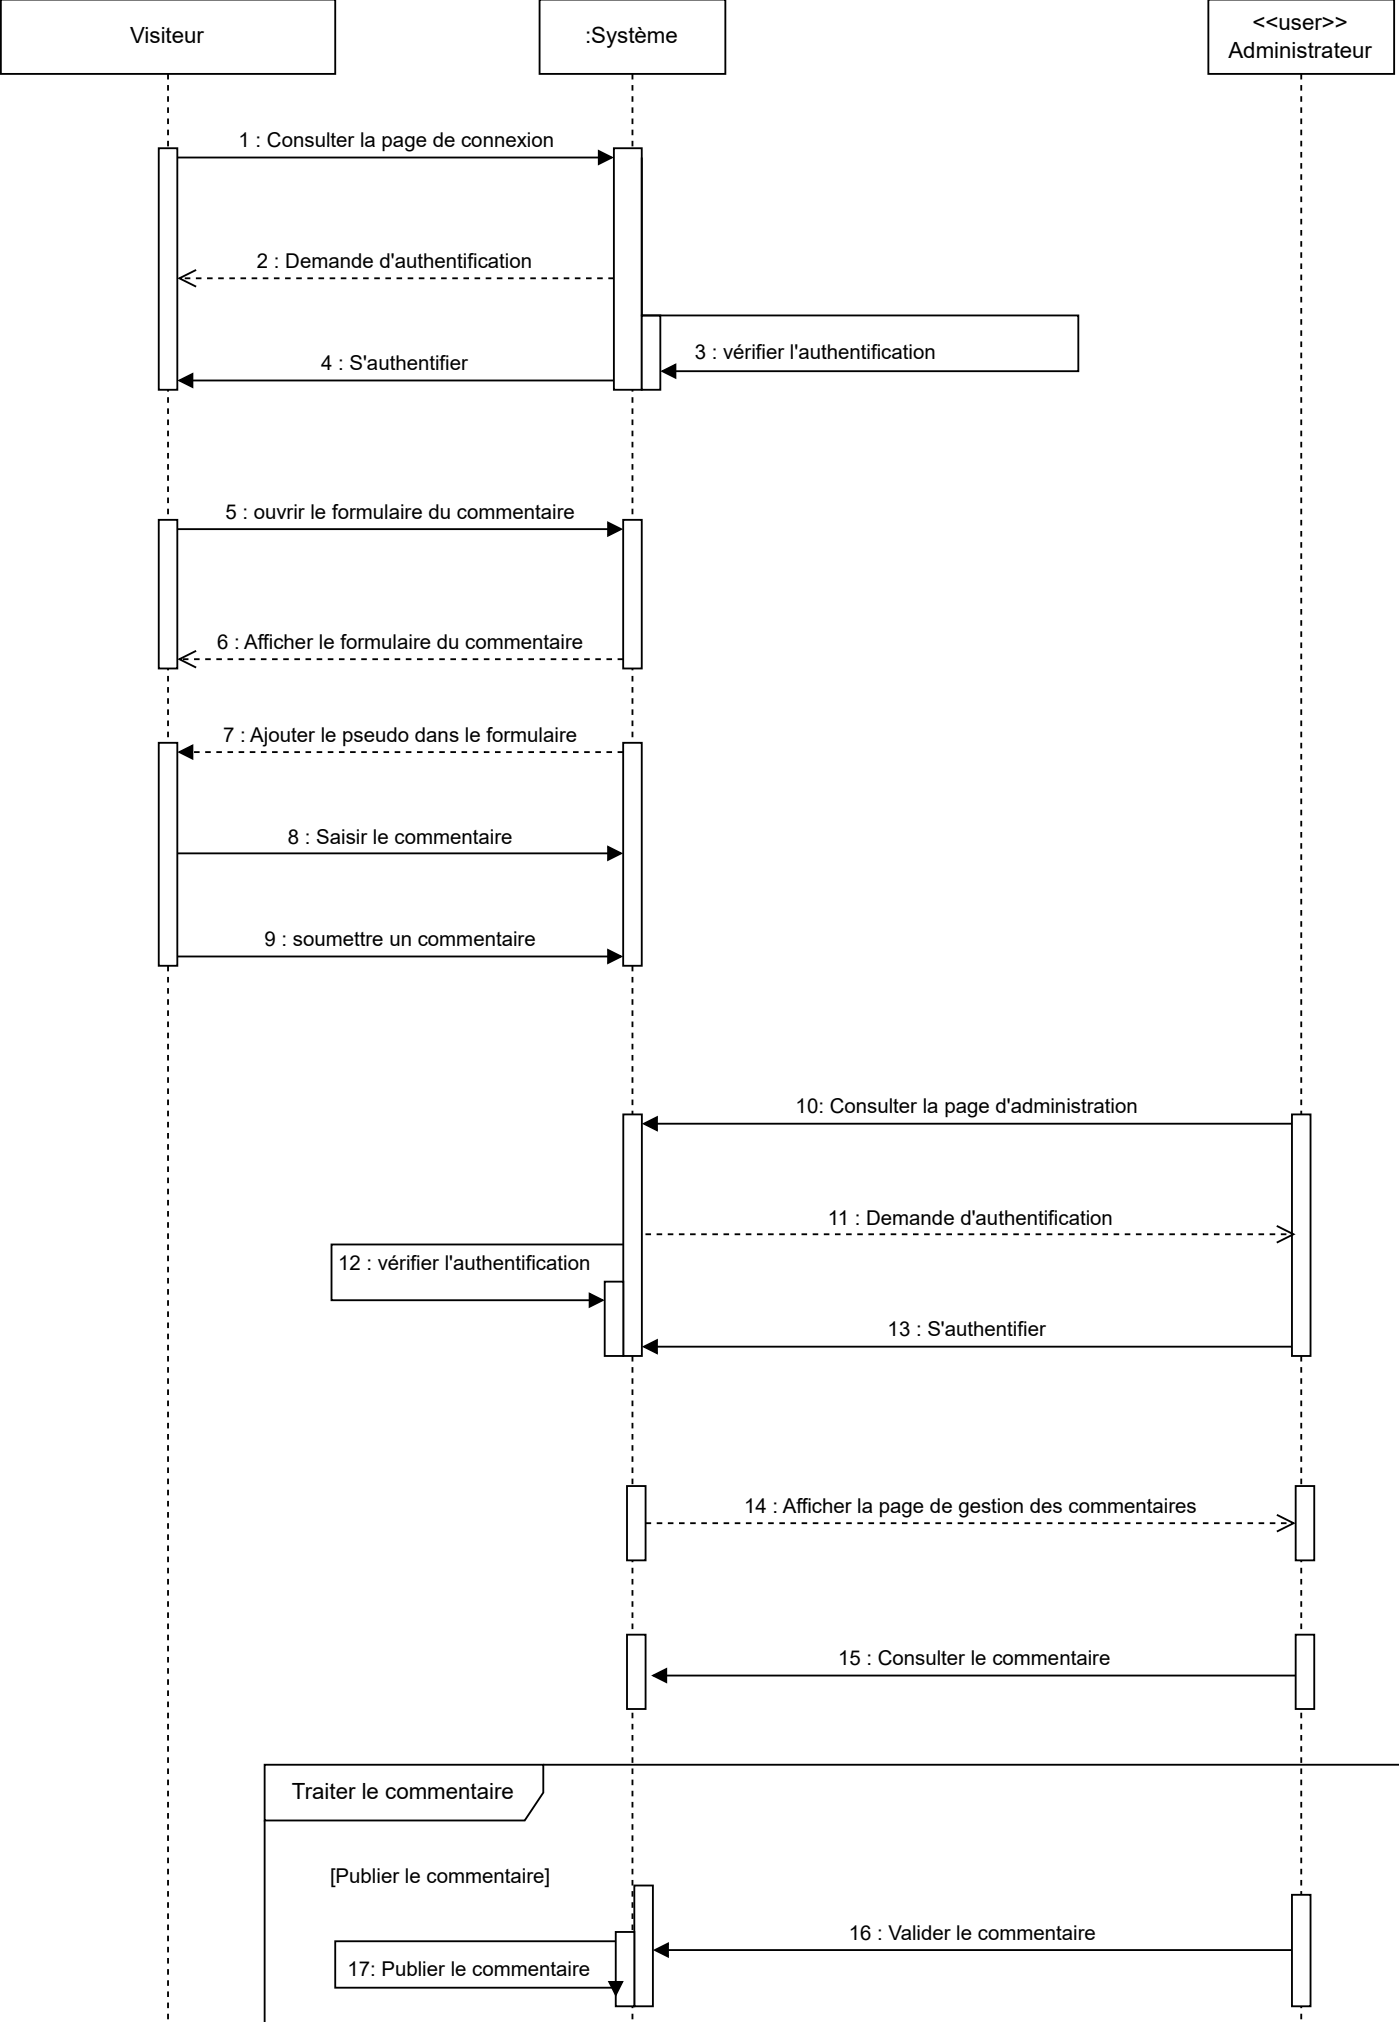 Visiteur
:Système
<<user>>
Administrateur
1 : Consulter la page de connexion
2 : Demande d'authentification
3 : vérifier l'authentification
4 : S'authentifier
5 : ouvrir le formulaire du commentaire
6 : Afficher le formulaire du commentaire
7 : Ajouter le pseudo dans le formulaire
8 : Saisir le commentaire
9 : soumettre un commentaire
10: Consulter la page d'administration
11 : Demande d'authentification
12 : vérifier l'authentification
13 : S'authentifier
14 : Afficher la page de gestion des commentaires
15 : Consulter le commentaire
Traiter le commentaire
[Publier le commentaire]
16 : Valider le commentaire
17: Publier le commentaire